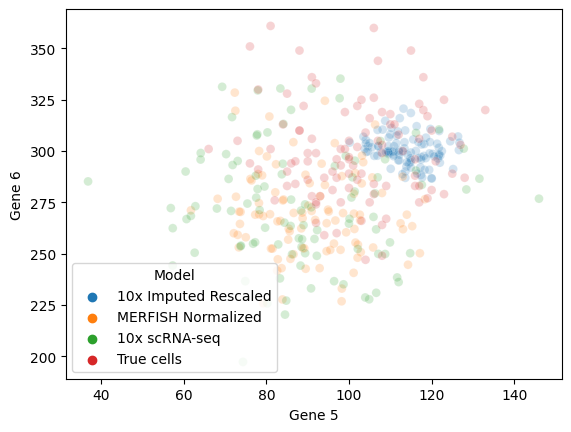 350
325
300
275
250
225
200
Gene 6
Model
10x Imputed Rescaled
MERFISH Normalized
10x scRNA-seq
True cells
40
60
80
100
120
140
Gene 5